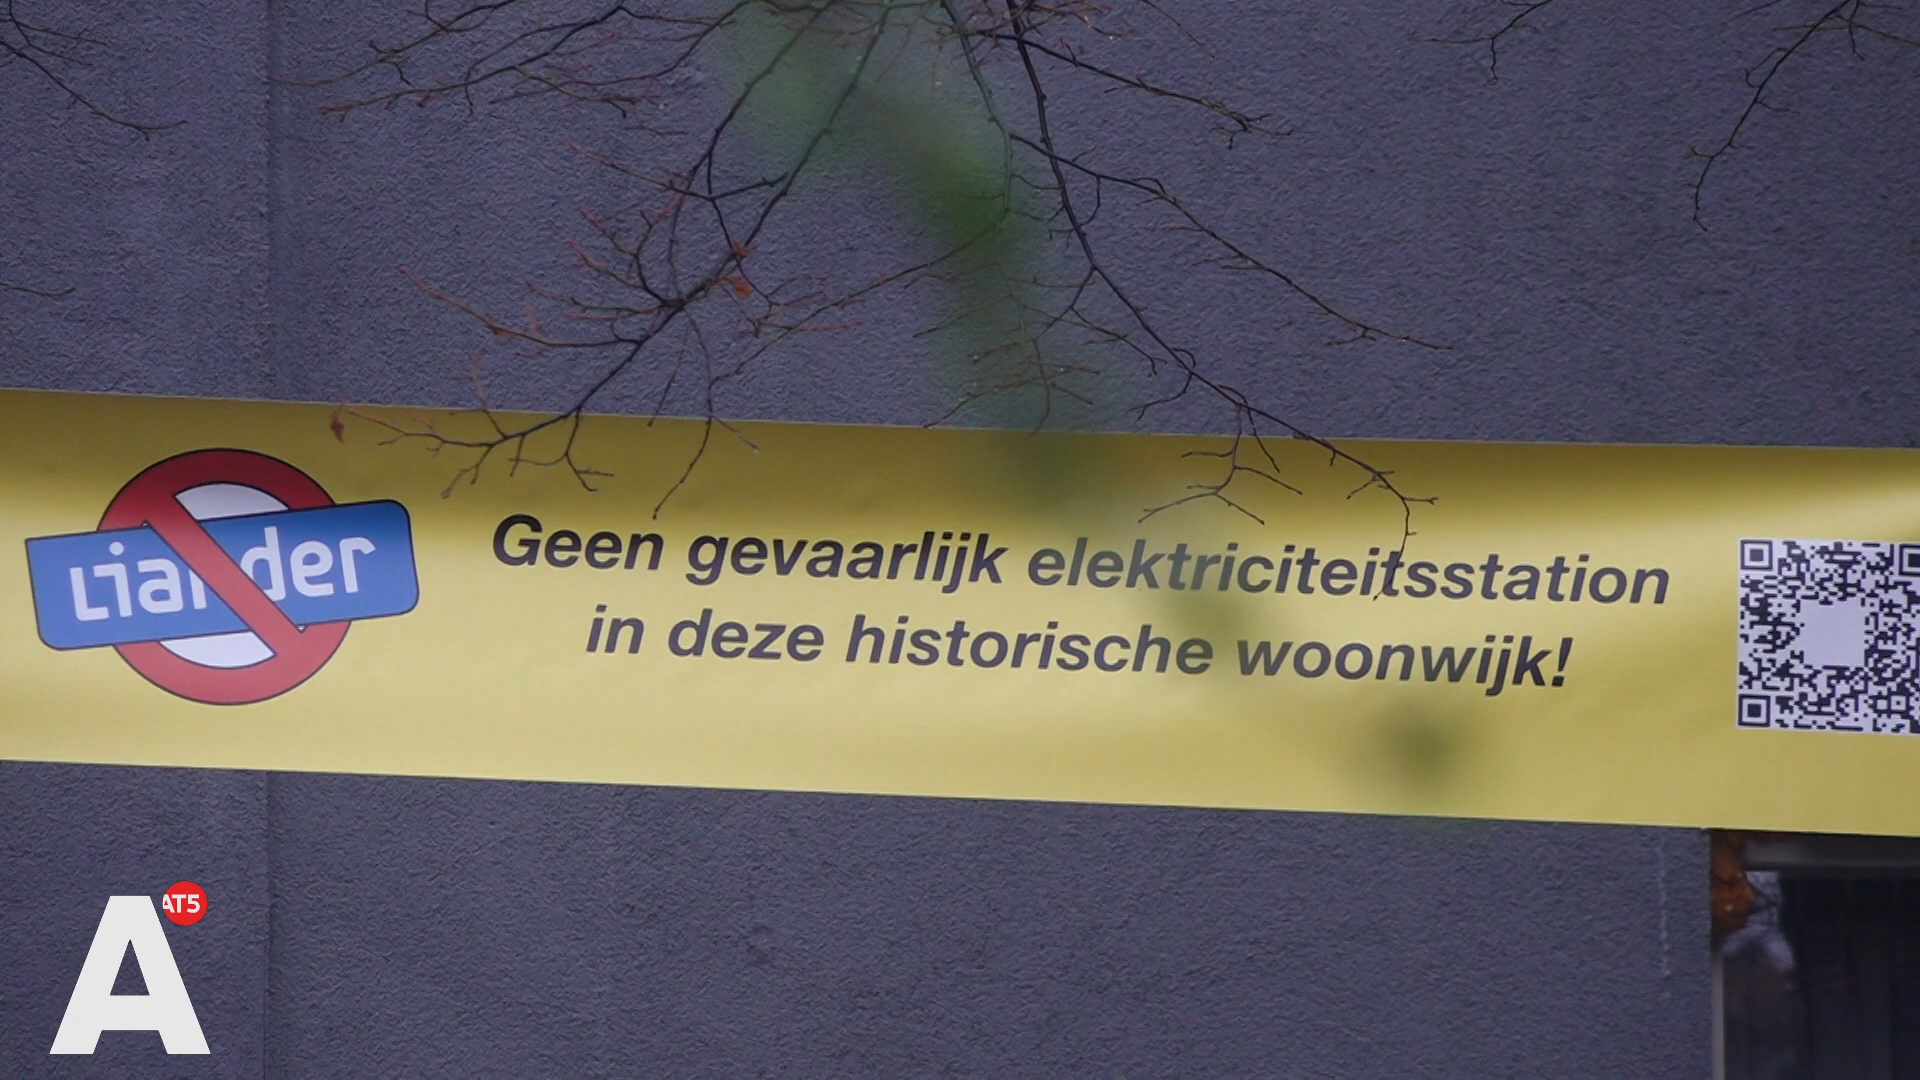 Liander
Geen gevaarlijk elektriciteitsstation
in deze historische woonwijk!
A
AT5